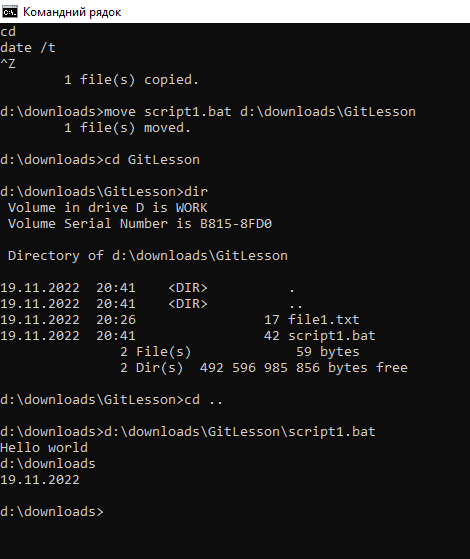 Командний рядок
cd
date /t
^Z
        1 file(s) copied.

d:\downloads>move script1.bat d:\downloads\GitLesson
        1 file(s) moved.

d:\downloads>cd GitLesson

d:\downloads\GitLesson>dir
 Volume in drive D is WORK
 Volume Serial Number is B815-8FD0

 Directory of d:\downloads\GitLesson

19.11.2022  20:41    <DIR>          .
19.11.2022  20:41    <DIR>          ..
19.11.2022  20:26                17 file1.txt
19.11.2022  20:41                42 script1.bat
               2 File(s)             59 bytes
               2 Dir(s)  492 596 985 856 bytes free

d:\downloads\GitLesson>cd ..

d:\downloads>d:\downloads\GitLesson\script1.bat
Hello world
d:\downloads
19.11.2022

d:\downloads>